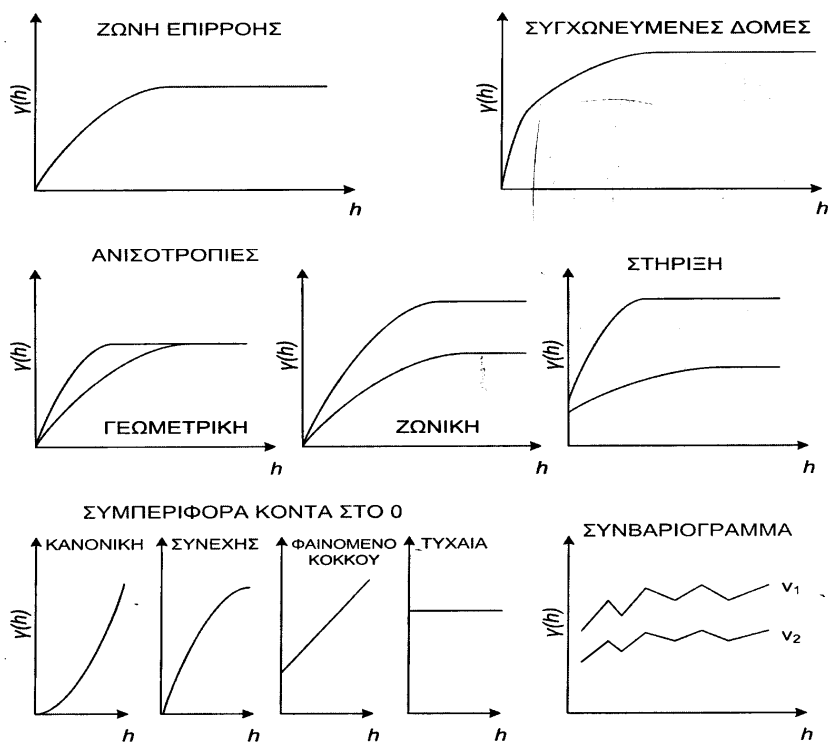 ΖΩΝΗ ΕΠΙΡΡΟΗΣ
γ(h)
h
ΣΥΓΧΩΝΕΥΜΕΝΕΣ ΔΟΜΕΣ
γ(h)
h
ΑΝΙΣΟΤΡΟΠΙΕΣ
γ(h)
ΓΕΩΜΕΤΡΙΚΗ
h
γ(h)
ΖΩΝΙΚΗ
h
ΣΤΗΡΙΞΗ
γ(h)
h
ΣΥΜΠΕΡΙΦΟΡΑ ΚΟΝΤΑ ΣΤΟ 0
ΚΑΝΟΝΙΚΗ
γ(h)
h
ΣΥΝΕΧΗΣ
h
ΦΑΙΝΟΜΕΝΟ
ΚΟΚΚΟΥ
h
ΤΥΧΑΙΑ
h
ΣΥΝΒΑΡΙΟΓΡΑΜΜΑ
γ(h)
v₁
v₂
h